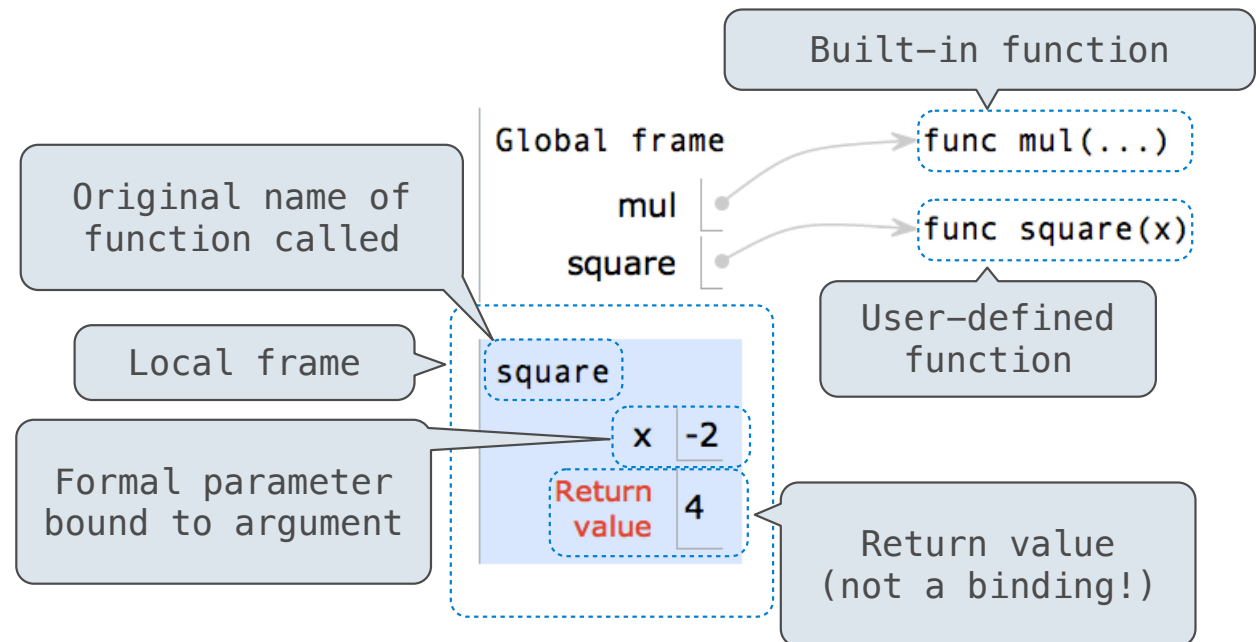 Built-in function
Global frame
func mul(...)
mul
Original name of
function called
func square(x)
square
User-defined
function
Local frame
square
x -2
Formal parameter
bound to argument
Return
value 4
Return value
(not a binding!)